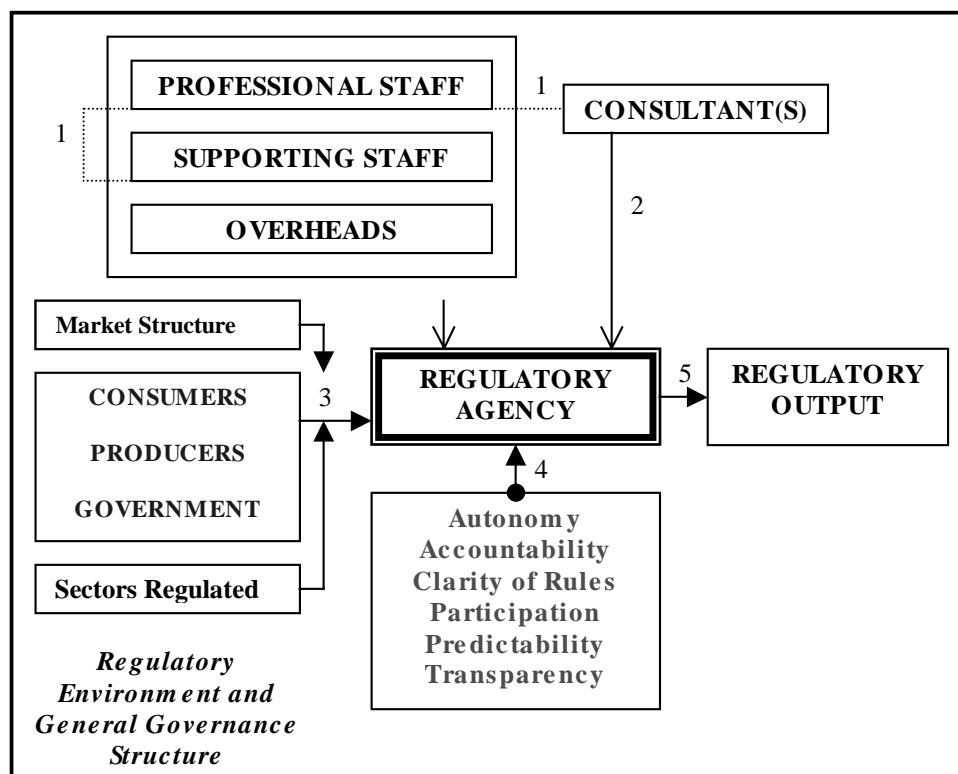 PROFESSIONAL STAFF
1
CONSULTANT(S)
1
SUPPORTING STAFF
2
OVERHEADS
Market Structure
CONSUMERS
PRODUCERS
GOVERNMENT
3
REGULATORY
AGENCY
5
REGULATORY
OUTPUT
4
Sectors Regulated
Autonomy
Accountability
Clarity of Rules
Participation
Predictability
Transparency
Regulatory
Environment and
General Governance
Structure